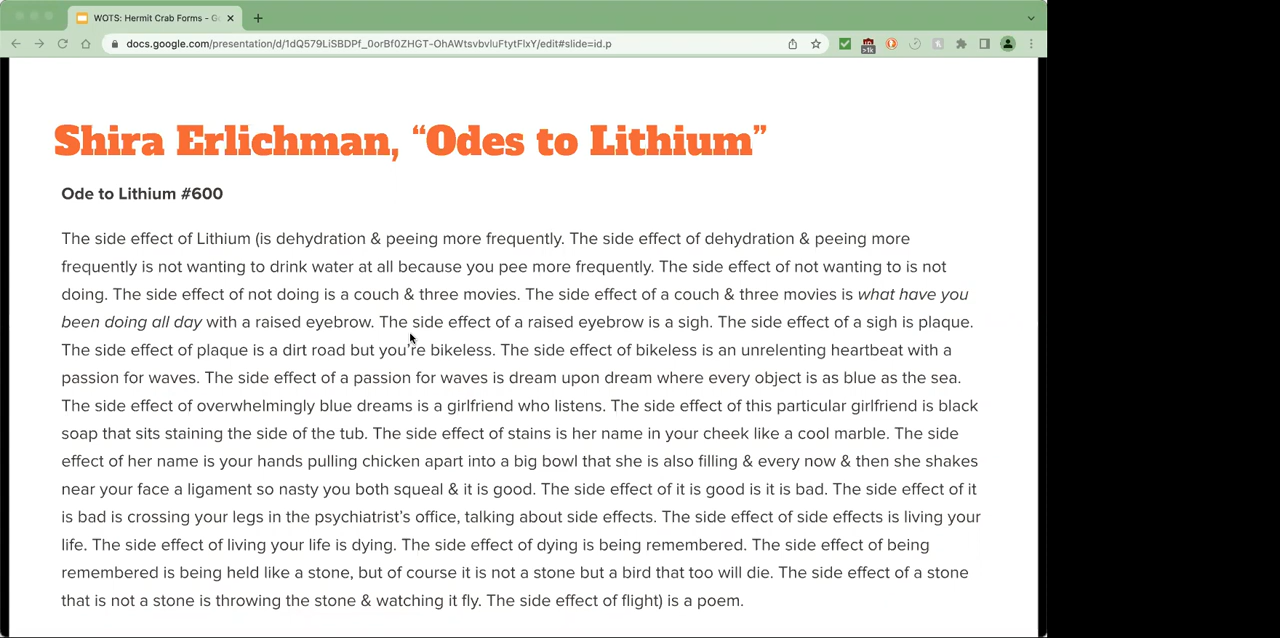 WOTS: Hermit Crab Forms - G
docs.google.com/presentation/d/1dQ579LiSBDPf_0orBf0ZHGT-OhAWtsvbvluFtytFlxY/edit#slide=id.p
>1k
Shira Erlichman, “Odes to Lithium”
Ode to Lithium #600
The side effect of Lithium (is dehydration & peeing more frequently. The side effect of dehydration & peeing more
frequently is not wanting to drink water at all because you pee more frequently. The side effect of not wanting to is not
doing. The side effect of not doing is a couch & three movies. The side effect of a couch & three movies is what have you
been doing all day with a raised eyebrow. The side effect of a raised eyebrow is a sigh. The side effect of a sigh is plaque.
The side effect of plaque is a dirt road but you’re bikeless. The side effect of bikeless is an unrelenting heartbeat with a
passion for waves. The side effect of a passion for waves is dream upon dream where every object is as blue as the sea.
The side effect of overwhelmingly blue dreams is a girlfriend who listens. The side effect of this particular girlfriend is black
soap that sits staining the side of the tub. The side effect of stains is her name in your cheek like a cool marble. The side
effect of her name is your hands pulling chicken apart into a big bowl that she is also filling & every now & then she shakes
near your face a ligament so nasty you both squeal & it is good. The side effect of it is good is it is bad. The side effect of it
is bad is crossing your legs in the psychiatrist’s office, talking about side effects. The side effect of side effects is living your
life. The side effect of living your life is dying. The side effect of dying is being remembered. The side effect of being
remembered is being held like a stone, but of course it is not a stone but a bird that too will die. The side effect of a stone
that is not a stone is throwing the stone & watching it fly. The side effect of flight) is a poem.